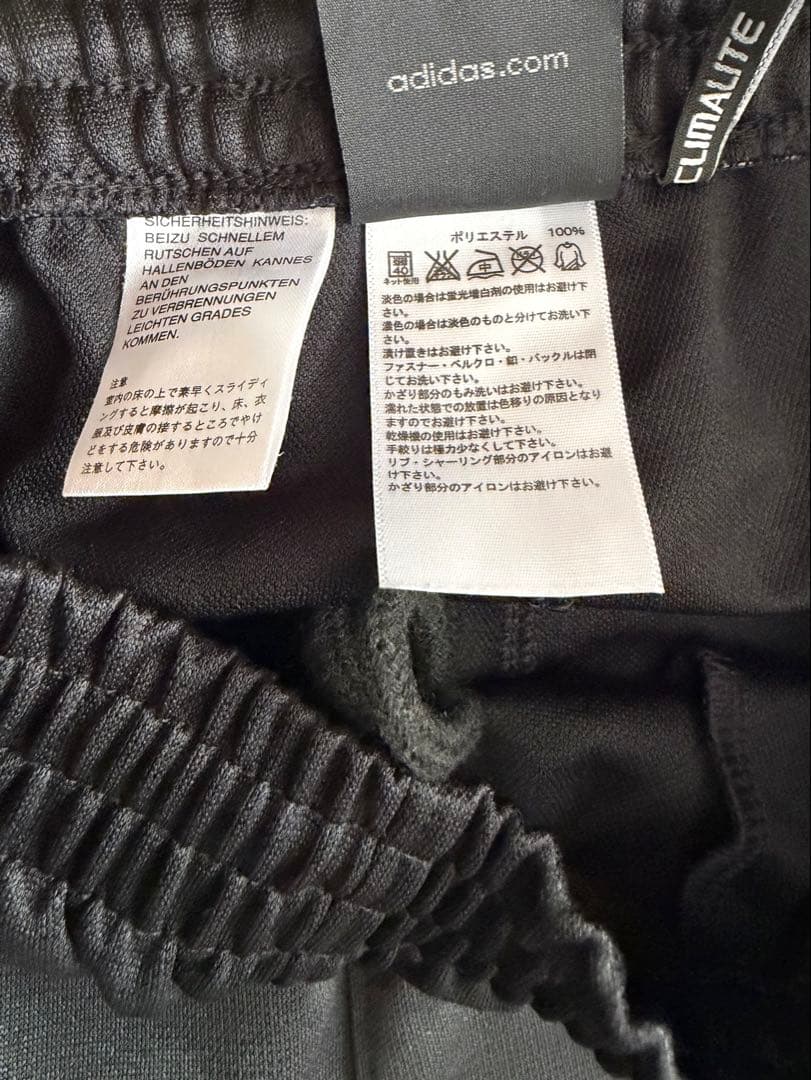 adidas.com
CLIMALITE
SICHERHEITSHINWEIS:
BEIZU SCHNELLEM
RUTSCHEN AUF
HALLENBÖDEN KANNES
AN DEN
BERÜHRUNGSPUNKTEN
ZU VERBRENNUNGEN
LEICHTEN GRADES
KOMMEN.
注意
室内の床の上で素早くスライディ
ングすると摩擦が起こり、床、衣
服及び皮膚の接するところでやけ
どをする危険がありますので十分
注意して下さい。
ポリエステル 100%
40 中
ネット使用
淡色の場合は蛍光増白剤の使用はお避け下
さい。
濃色の場合は淡色のものと分けてお洗い下
さい。
漬け置きはお避け下さい。
ファスナー・ベルクロ・釦・バックルは閉
じてお洗い下さい。
かざり部分のもみ洗いはお避け下さい。
濡れた状態での放置は色移りの原因となり
ますのでお避け下さい。
乾燥機の使用はお避け下さい。
手絞りは極力少なくして下さい。
リブ・シャーリング部分のアイロンはお避
け下さい。
かざり部分のアイロンはお避け下さい。